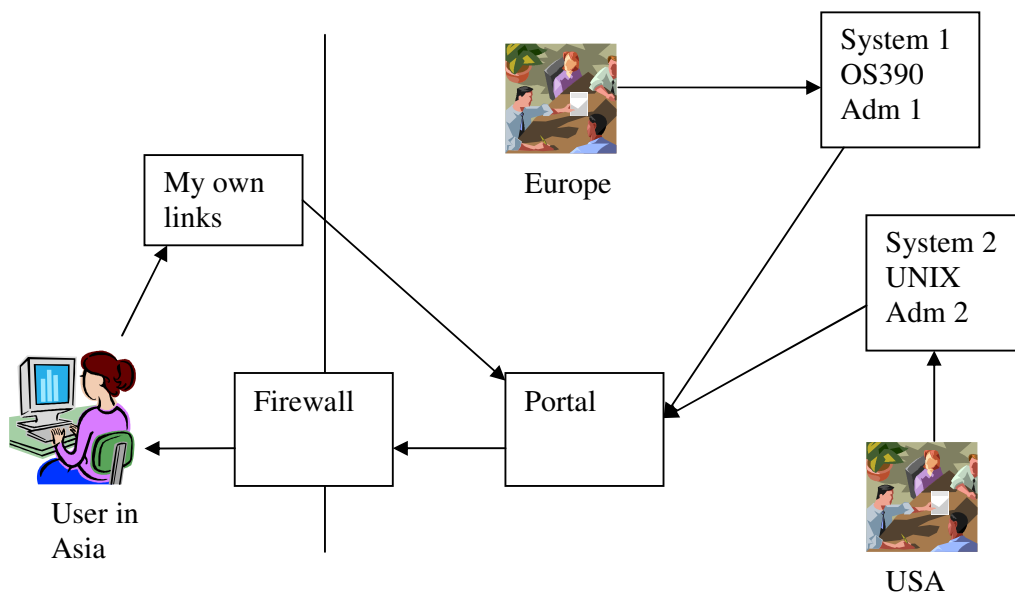 System 1
OS390
Adm 1
Europe
My own
links
System 2
UNIX
Adm 2
Firewall
Portal
User in
Asia
USA